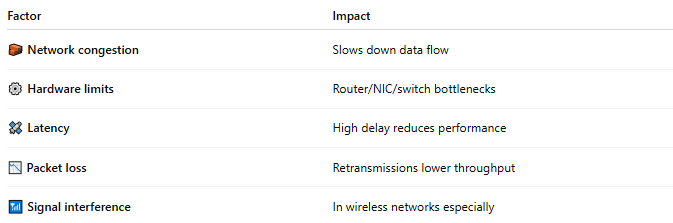 Factor Impact
Network congestion Slows down data flow
Hardware limits Router/NIC/switch bottlenecks
Latency High delay reduces performance
Packet loss Retransmissions lower throughput
Signal interference In wireless networks especially